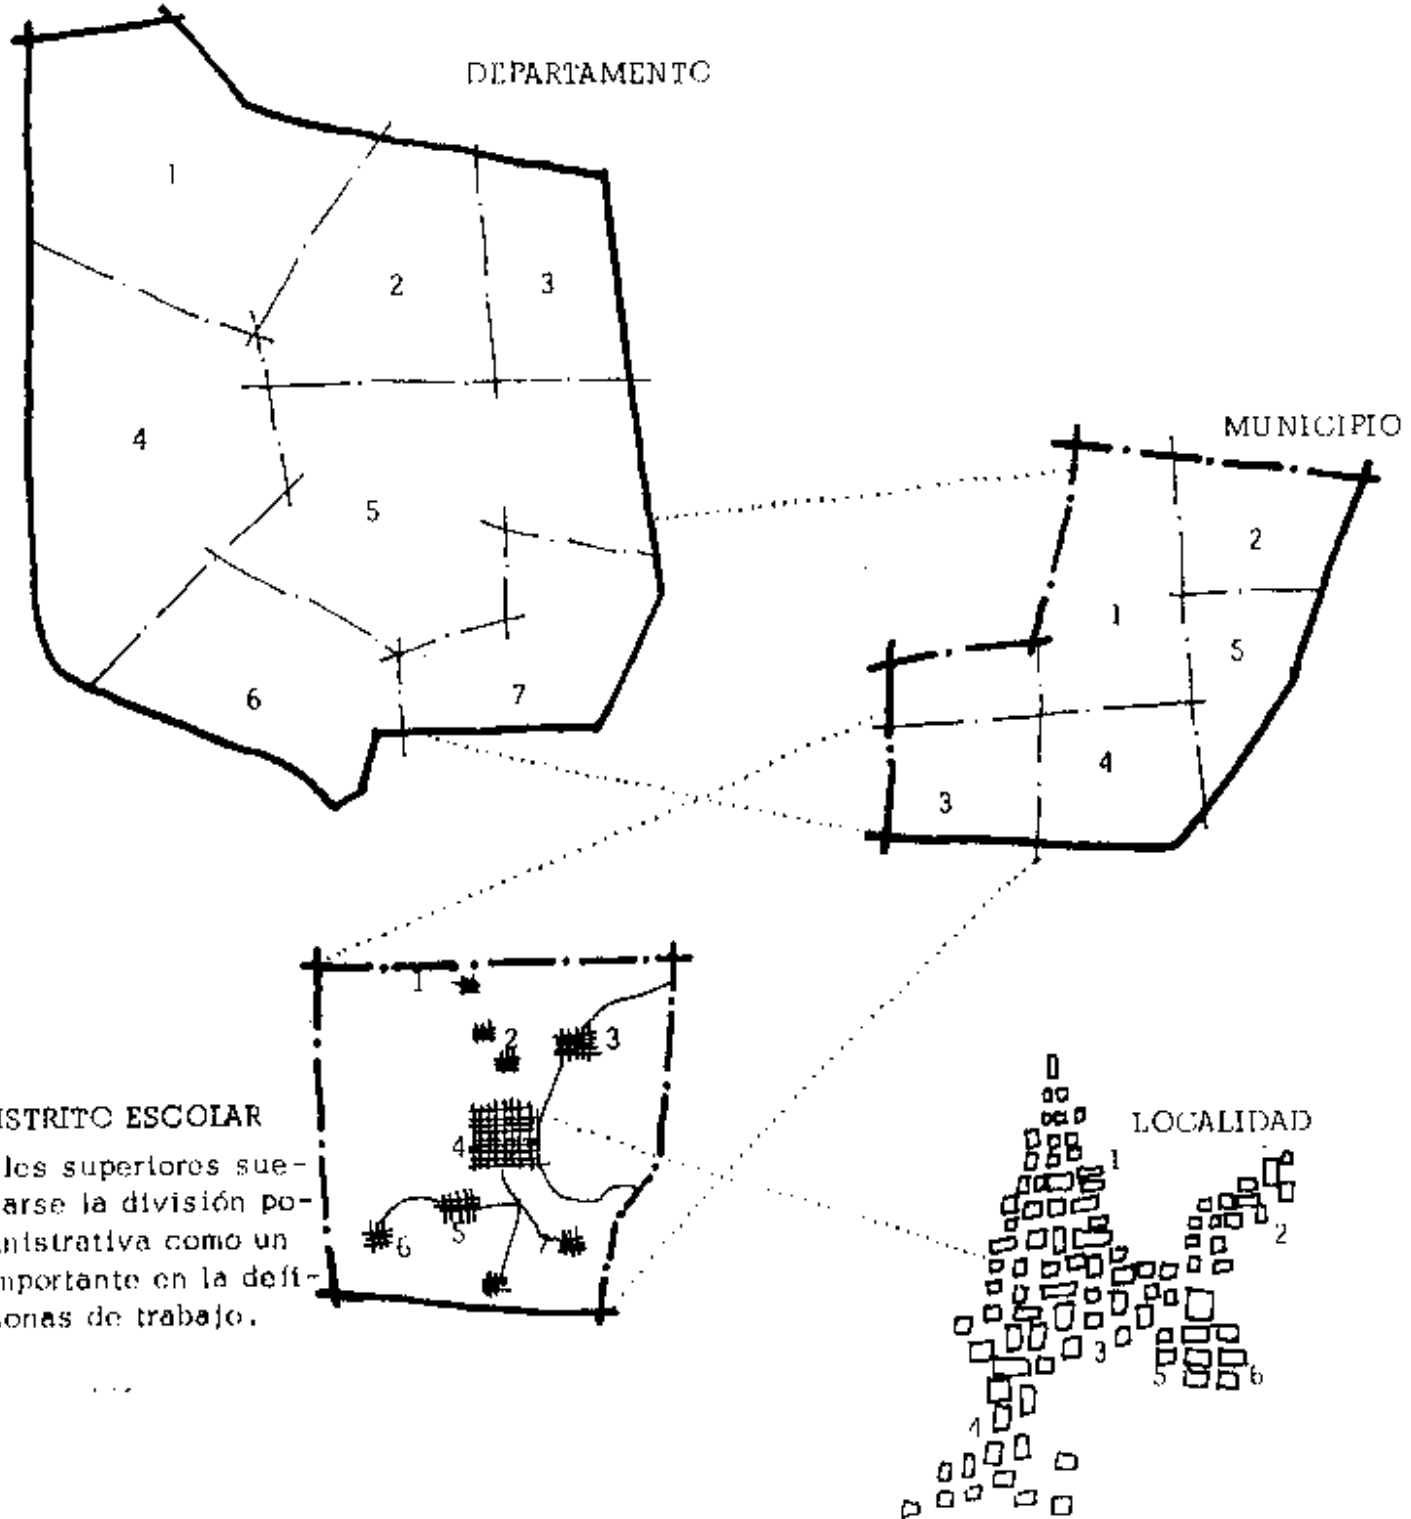 DEPARTAMENTO
1
2
3
4
5
6
7
MUNICIPIO
1
2
3
4
5
ISTRITO ESCOLAR
les superiores sue-
arse la división po-
nistrativa como un
mportante en la defi-
onas de trabajo.
1
2
3
4
5
6
7
LOCALIDAD
1
2
3
4
5
6